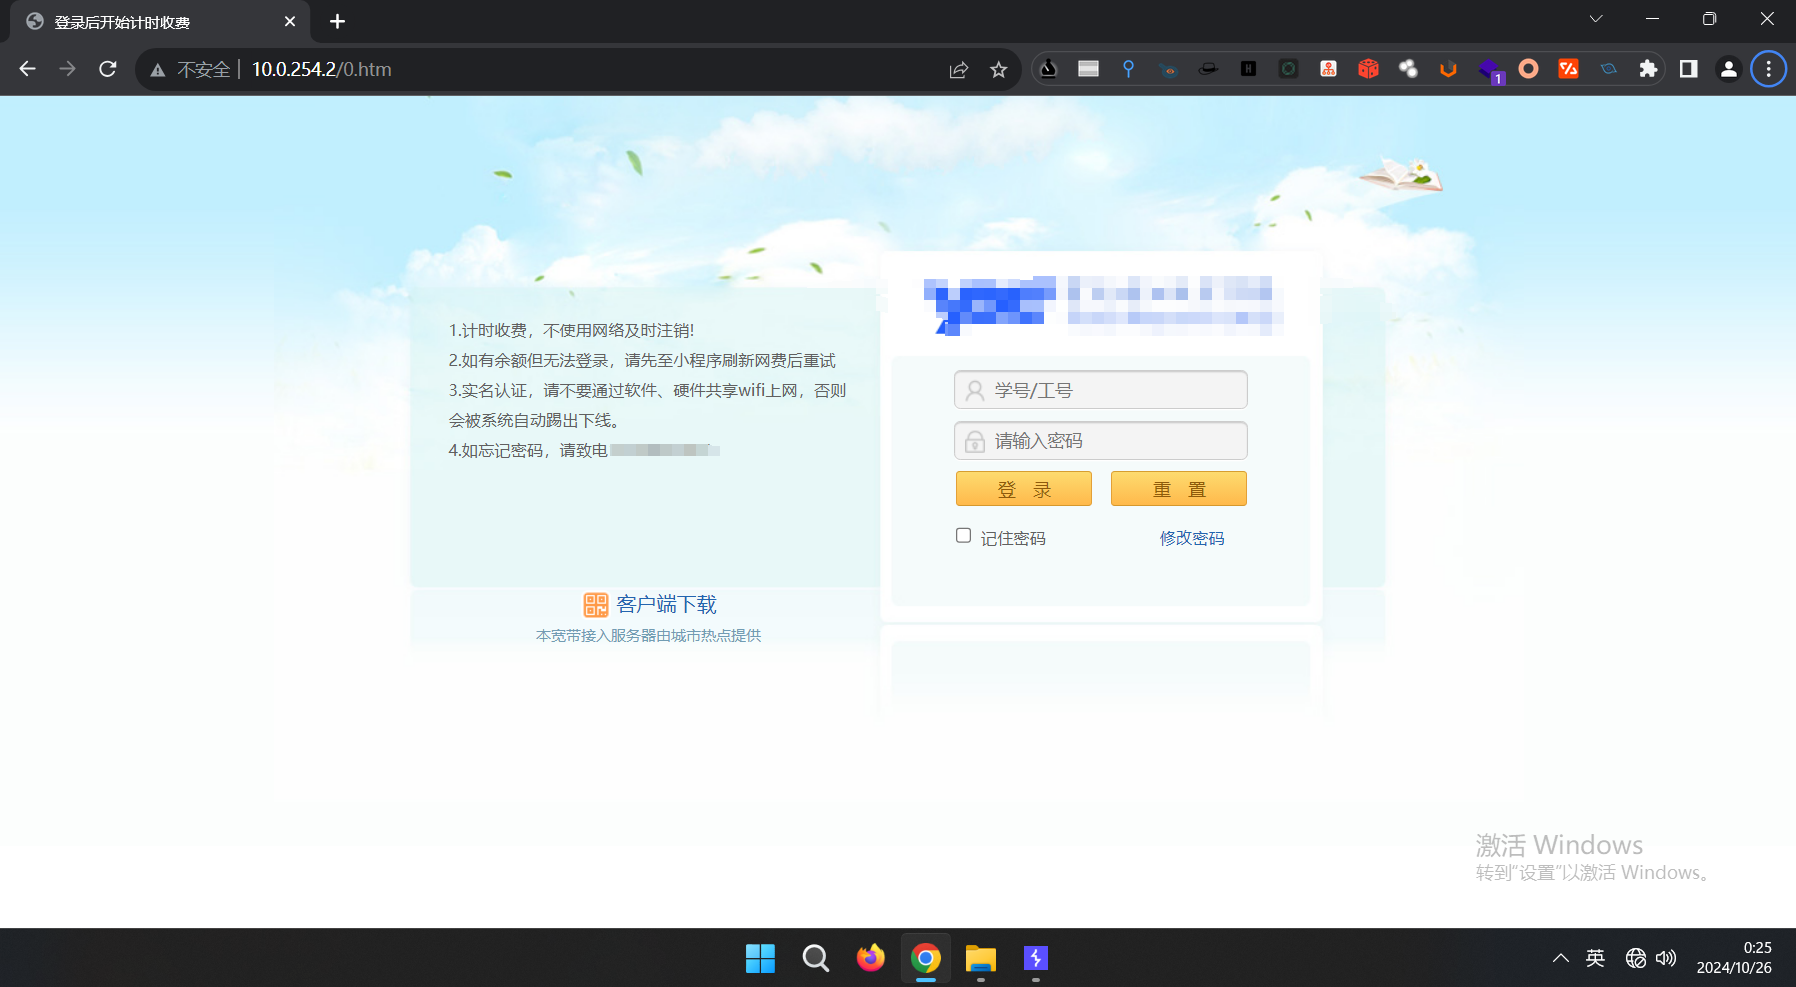 登录后开始计时收费
不安全
10.0.254.2/0.htm
1
1.计时收费，不使用网络及时注销!
2.如有余额但无法登录，请先至小程序刷新网费后重试
3.实名认证，请不要通过软件、硬件共享wifi上网，否则
会被系统自动踢出下线。
4.如忘记密码，请致电
学号/工号
请输入密码
登 录
重 置
记住密码
修改密码
客户端下载
本宽带接入服务器由城市热点提供
激活 Windows
转到"设置"以激活 Windows。
英
0:25
2024/10/26